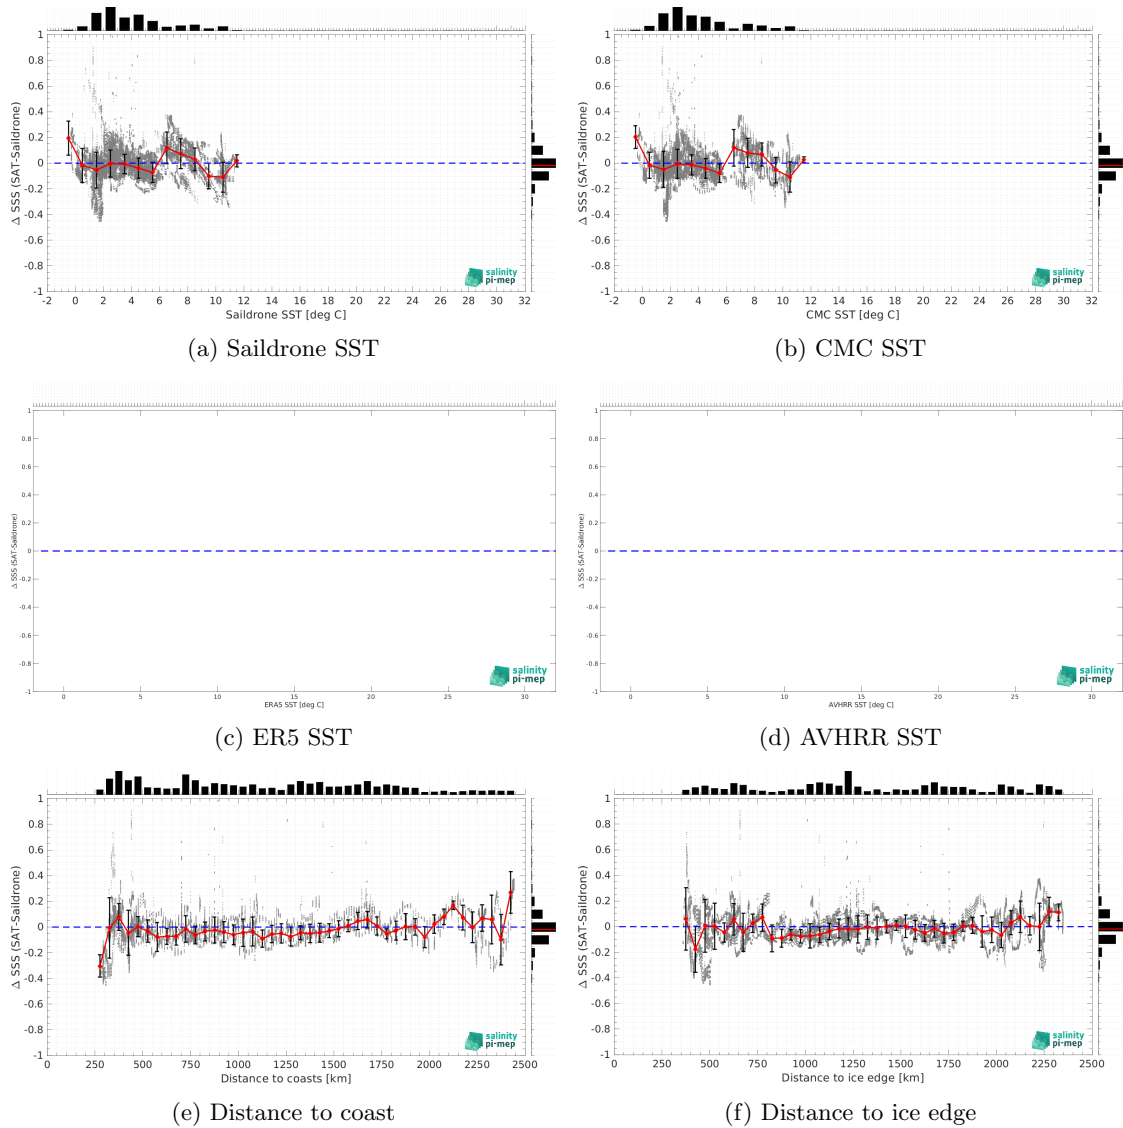 1
0.8
0.6
0.4
0.2
0
-0.2
-0.4
-0.6
-0.8
-1
Δ SSS (SAT-Saildrone)
salinity
pi-mep
-2 0 2 4 6 8 10 12 14 16 18 20 22 24 26 28 30 32
Saildrone SST [deg C]
(a) Saildrone SST
1
0.8
0.6
0.4
0.2
0
-0.2
-0.4
-0.6
-0.8
-1
Δ SSS (SAT-Saildrone)
salinity
pi-mep
-2 0 2 4 6 8 10 12 14 16 18 20 22 24 26 28 30 32
CMC SST [deg C]
(b) CMC SST
1
0.8
0.6
0.4
0.2
0
-0.2
-0.4
-0.6
-0.8
-1
Δ SSS (SAT-Saildrone)
salinity
pi-mep
0 5 10 15 20 25 30
ERA5 SST [deg C]
(c) ER5 SST
1
0.8
0.6
0.4
0.2
0
-0.2
-0.4
-0.6
-0.8
-1
Δ SSS (SAT-Saildrone)
salinity
pi-mep
0 5 10 15 20 25 30
AVHRR SST [deg C]
(d) AVHRR SST
1
0.8
0.6
0.4
0.2
0
-0.2
-0.4
-0.6
-0.8
-1
Δ SSS (SAT-Saildrone)
salinity
pi-mep
0 250 500 750 1000 1250 1500 1750 2000 2250 2500
Distance to coasts [km]
(e) Distance to coast
1
0.8
0.6
0.4
0.2
0
-0.2
-0.4
-0.6
-0.8
-1
Δ SSS (SAT-Saildrone)
salinity
pi-mep
0 250 500 750 1000 1250 1500 1750 2000 2250 2500
Distance to ice edge [km]
(f) Distance to ice edge